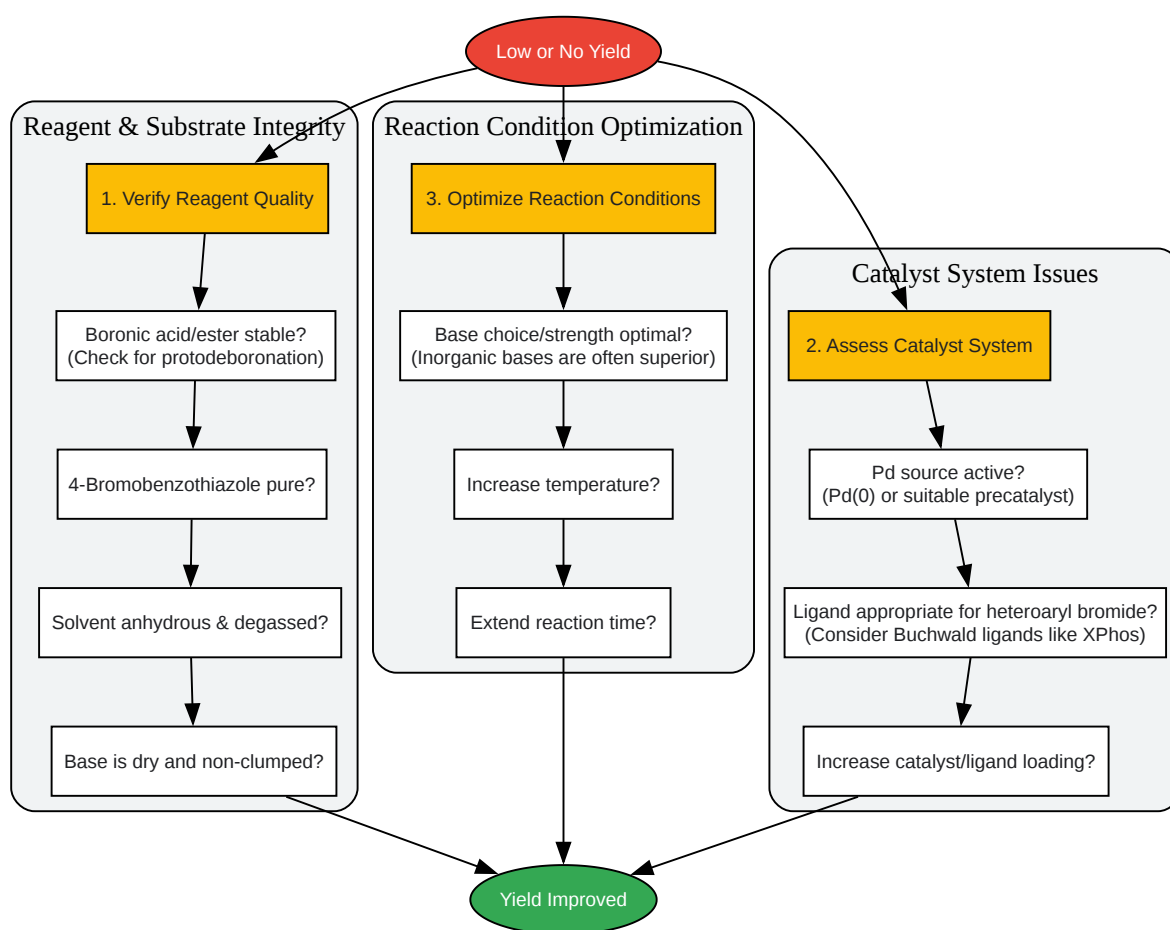 Low or No Yield
Reagent & Substrate Integrity
1. Verify Reagent Quality
Boronic acid/ester stable?
(Check for protodeboronation)
4-Bromobenzothiazole pure?
Solvent anhydrous & degassed?
Base is dry and non-clumped?
Reaction Condition Optimization
3. Optimize Reaction Conditions
Base choice/strength optimal?
(Inorganic bases are often superior)
Increase temperature?
Extend reaction time?
Catalyst System Issues
2. Assess Catalyst System
Pd source active?
(Pd(0) or suitable precatalyst)
Ligand appropriate for heteroaryl bromide?
(Consider Buchwald ligands like XPhos)
Increase catalyst/ligand loading?
Yield Improved